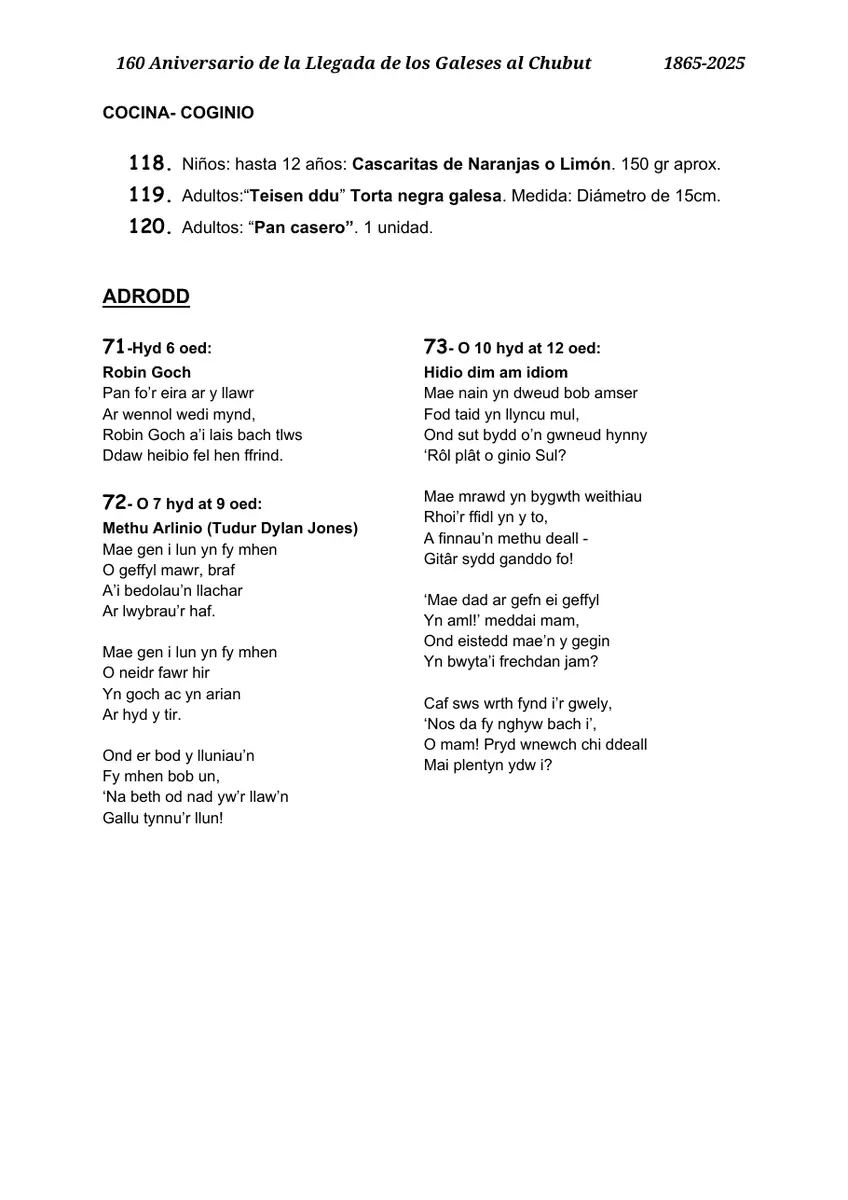 160 Aniversario de la Llegada de los Galeses al Chubut 1865-2025
COCINA- COGINIO
118. Niños: hasta 12 años: Cascaritas de Naranjas o Limón. 150 gr aprox.
119. Adultos:“Teisen ddu” Torta negra galesa. Medida: Diámetro de 15cm.
120. Adultos: “Pan casero”. 1 unidad.
ADRODD
71-Hyd 6 oed:
Robin Goch
Pan fo’r eira ar y llawr
Ar wennol wedi mynd,
Robin Goch a’i lais bach tlws
Ddaw heibio fel hen ffrind.
72- O 7 hyd at 9 oed:
Methu Arlinio (Tudur Dylan Jones)
Mae gen i lun yn fy mhen
O geffyl mawr, braf
A’i bedolau’n llachar
Ar lwybrau’r haf.
Mae gen i lun yn fy mhen
O neidr fawr hir
Yn goch ac yn arian
Ar hyd y tir.
Ond er bod y lluniau’n
Fy mhen bob un,
‘Na beth od nad yw’r llaw’n
Gallu tynnu’r llun!
73- O 10 hyd at 12 oed:
Hidio dim am idiom
Mae nain yn dweud bob amser
Fod taid yn llyncu mul,
Ond sut bydd o’n gwneud hynny
‘Rôl plât o ginio Sul?
Mae mrawd yn bygwth weithiau
Rhoi’r ffidl yn y to,
A finnau’n methu deall -
Gitâr sydd ganddo fo!
‘Mae dad ar gefn ei geffyl
Yn aml!’ meddai mam,
Ond eistedd mae’n y gegin
Yn bwyta’i frechdan jam?
Caf sws wrth fynd i’r gwely,
‘Nos da fy nghyw bach i’,
O mam! Pryd wnewch chi ddeall
Mai plentyn ydw i?